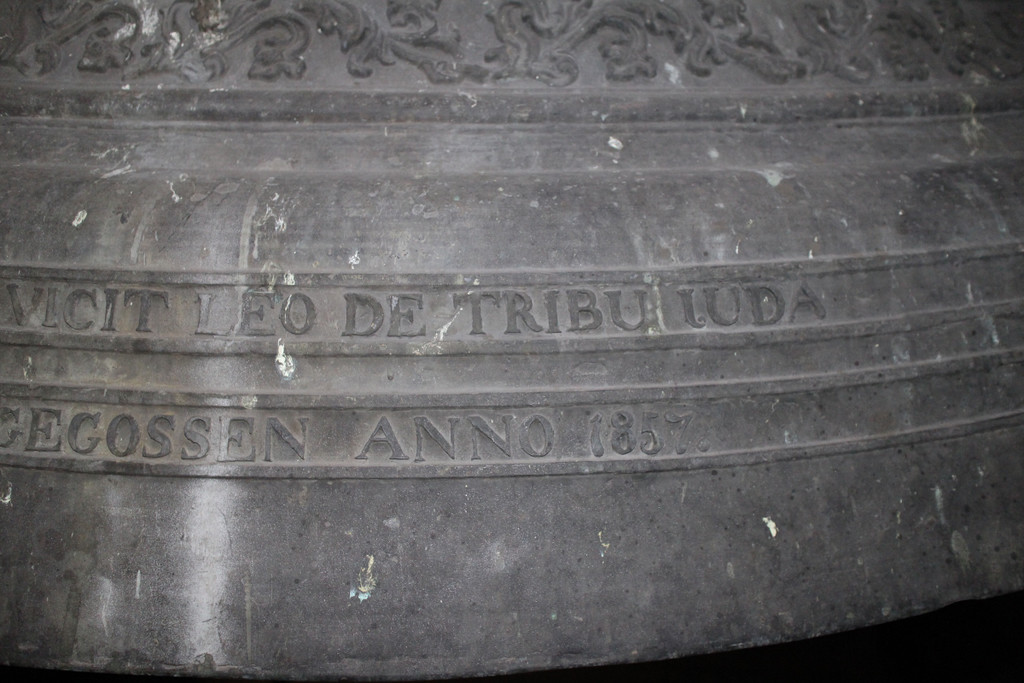 VICIT LEO DE TRIBU IUDA
GEGOSSEN ANNO 1857.